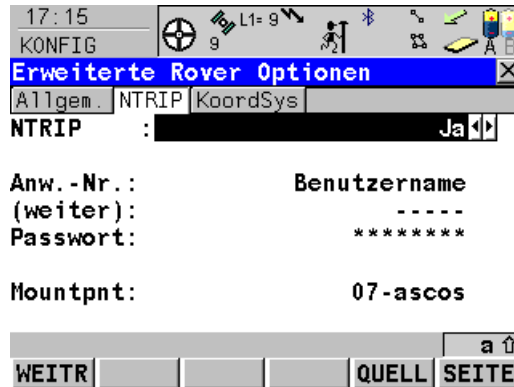 17:15
KONFIG
L1= 9
9
A B
Erweiterte Rover Optionen
Allgem. NTRIP KoordSys
NTRIP : Ja
Anw.-Nr.: Benutzername
(weiter): -----
Passwort: ********
Mountpnt: 07-ascos
a
WEITR QUELL SEITE